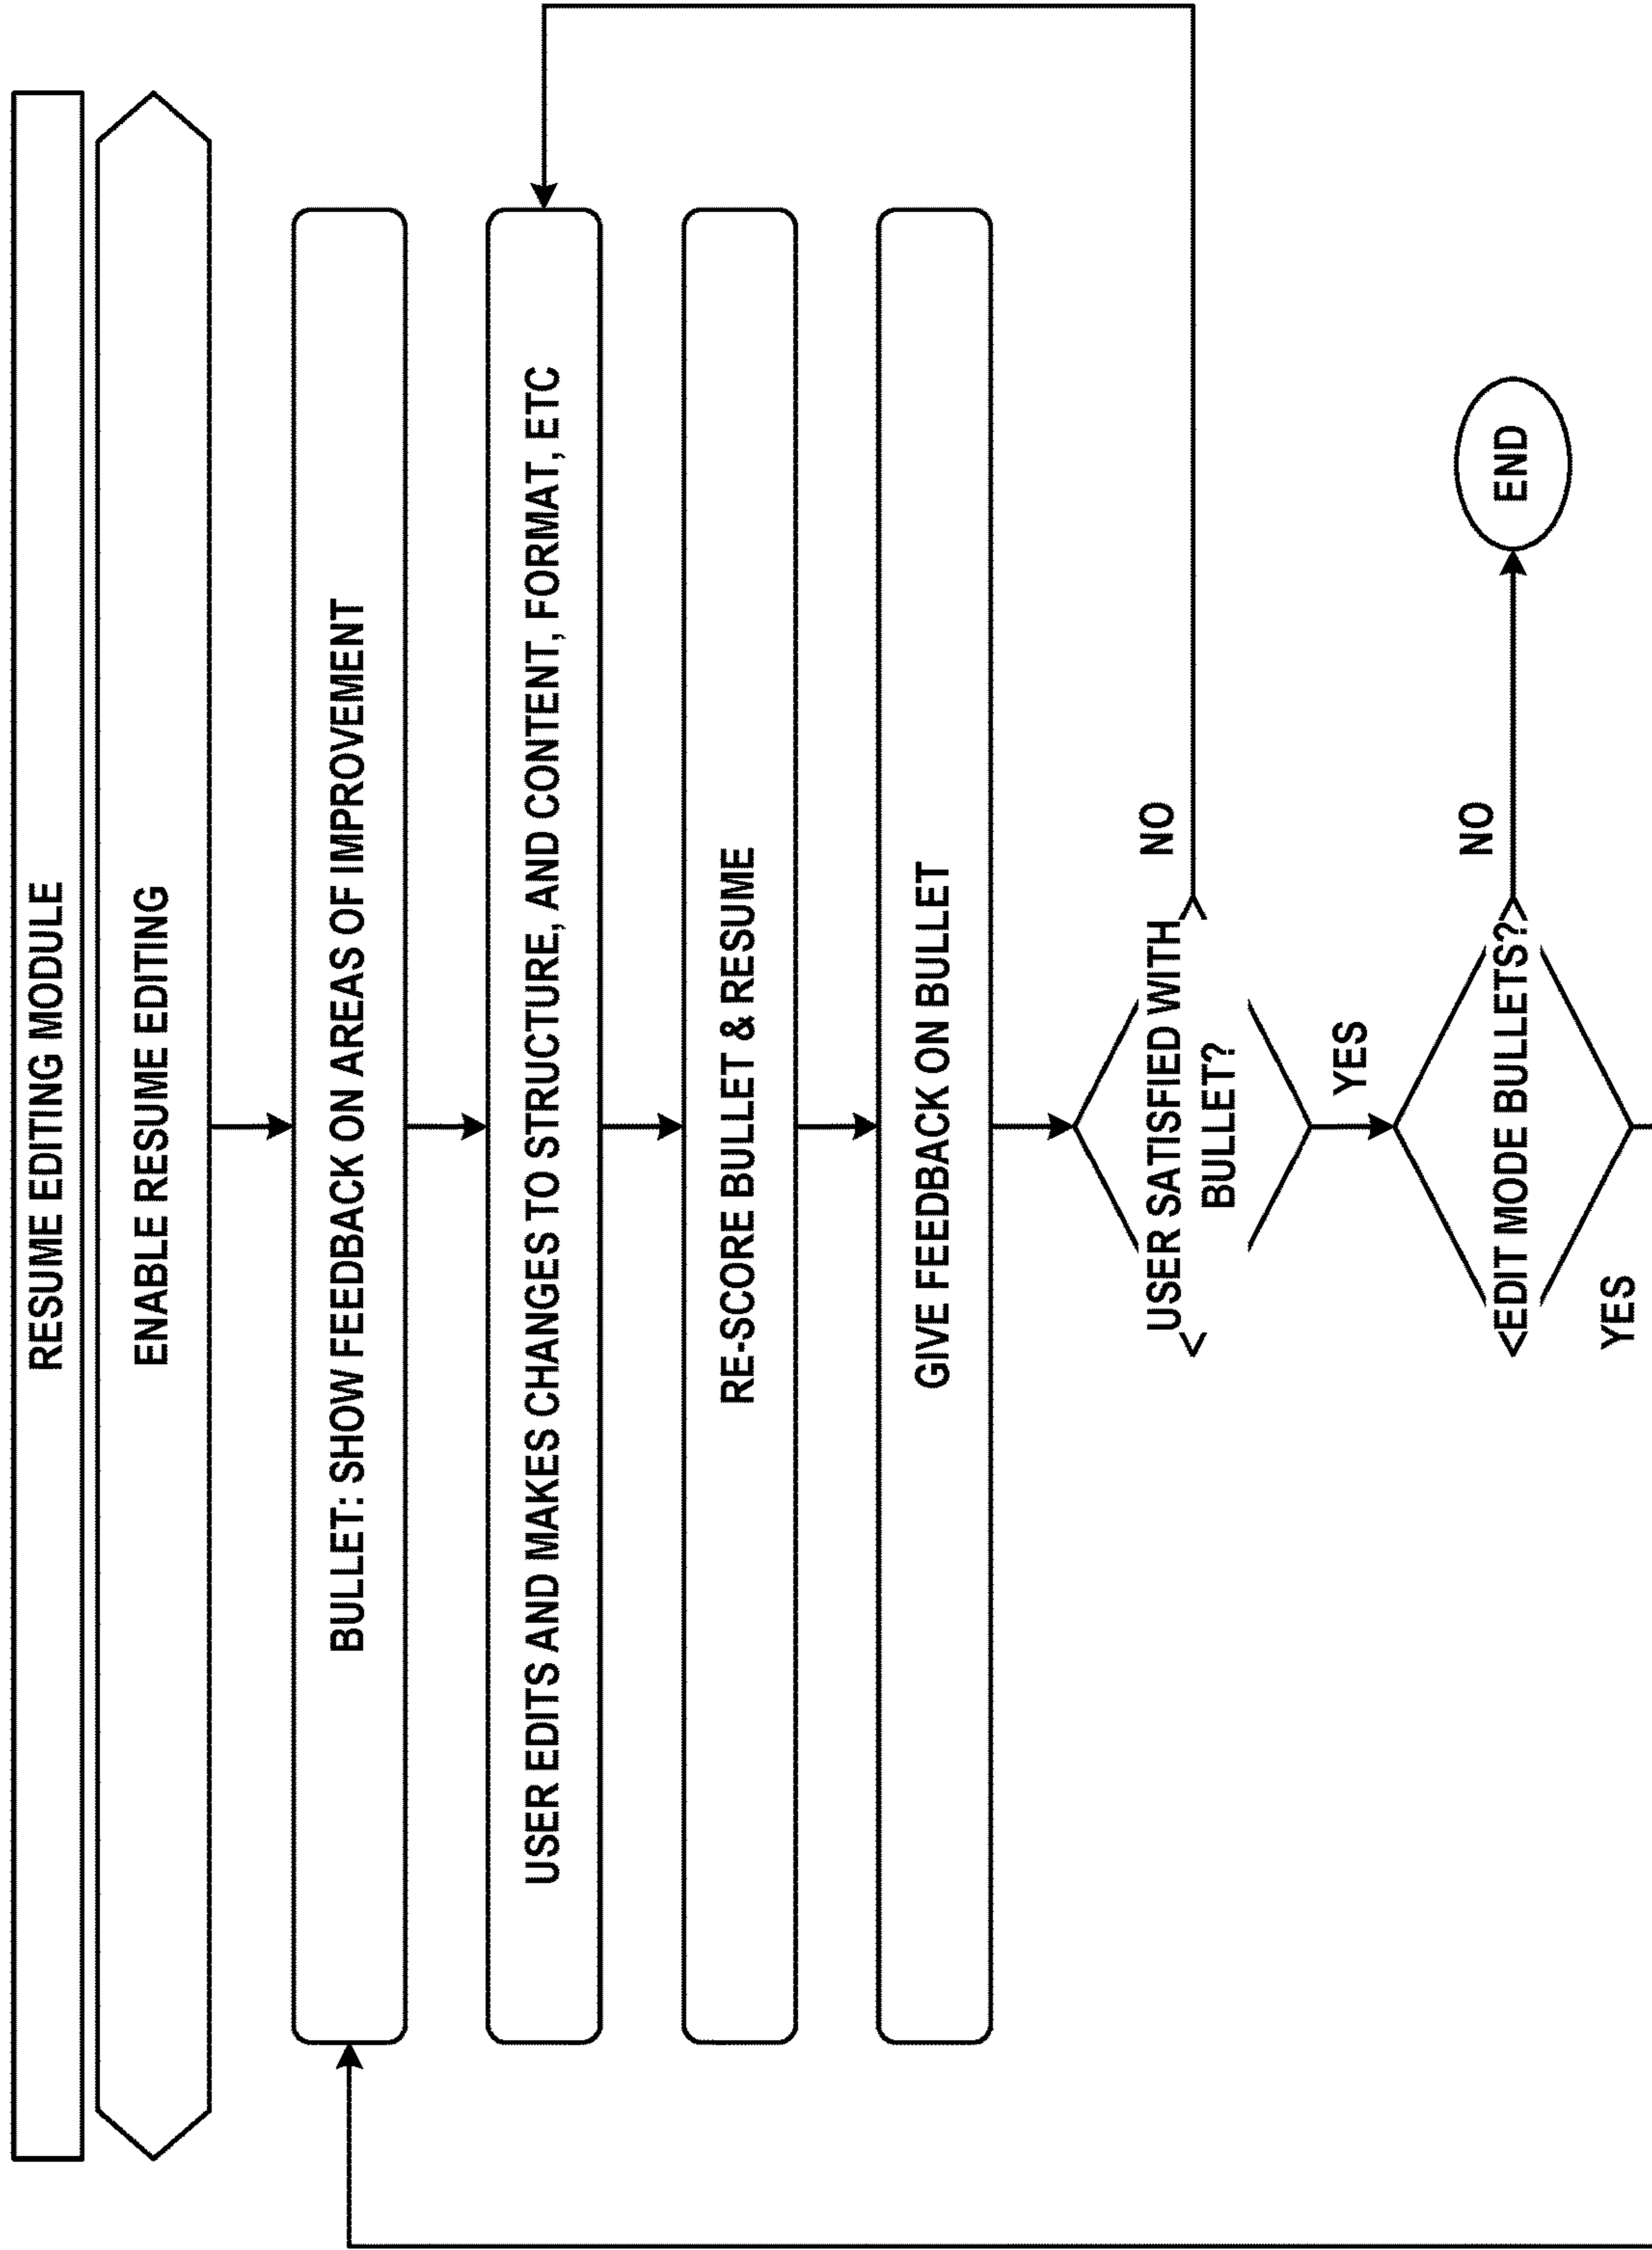 RESUME EDITING MODULE
ENABLE RESUME EDITING
BULLET: SHOW FEEDBACK ON AREAS OF IMPROVEMENT
USER EDITS AND MAKES CHANGES TO STRUCTURE, AND CONTENT, FORMAT, ETC
RE-SCORE BULLET & RESUME
GIVE FEEDBACK ON BULLET
USER SATISFIED WITH
BULLET?
NO
YES
EDIT MODE BULLETS?
NO
END
YES